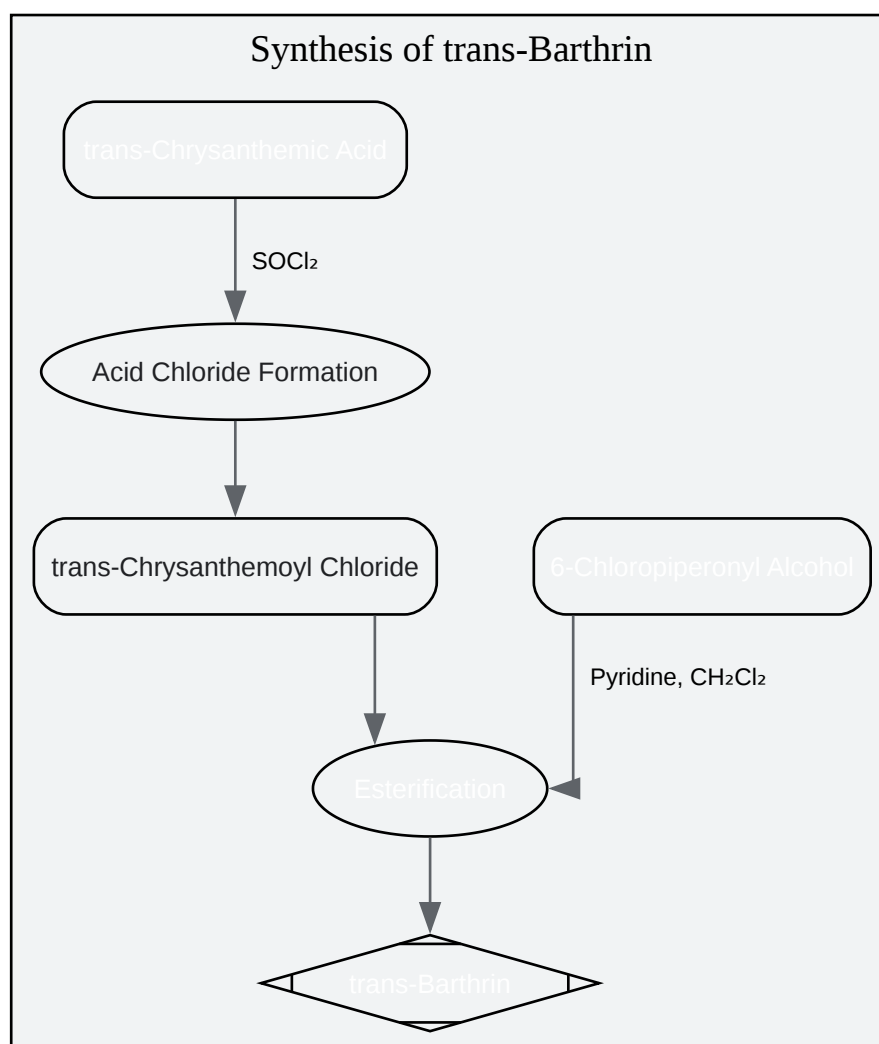 Synthesis of trans-Barthrin
trans-Chrysanthemic Acid
SOCl₂
Acid Chloride Formation
trans-Chrysanthemoyl Chloride
6-Chloropiperonyl Alcohol
Pyridine, CH₂Cl₂
Esterification
trans-Barthrin